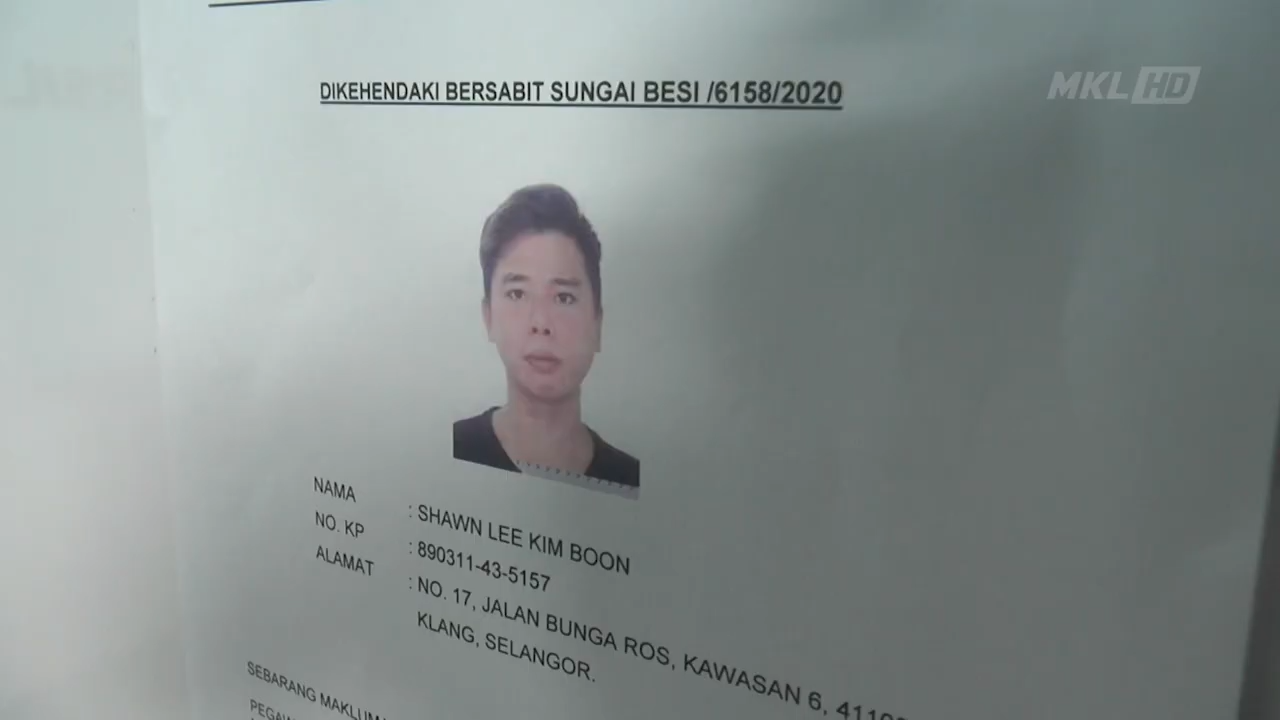 MKL HD
DIKEHENDAKI BERSABIT SUNGAI BESI /6158/2020
NAMA : SHAWN LEE KIM BOON
NO. KP : 890311-43-5157
ALAMAT : NO. 17, JALAN BUNGA ROS, KAWASAN 6,
KLANG, SELANGOR.
SEBARANG